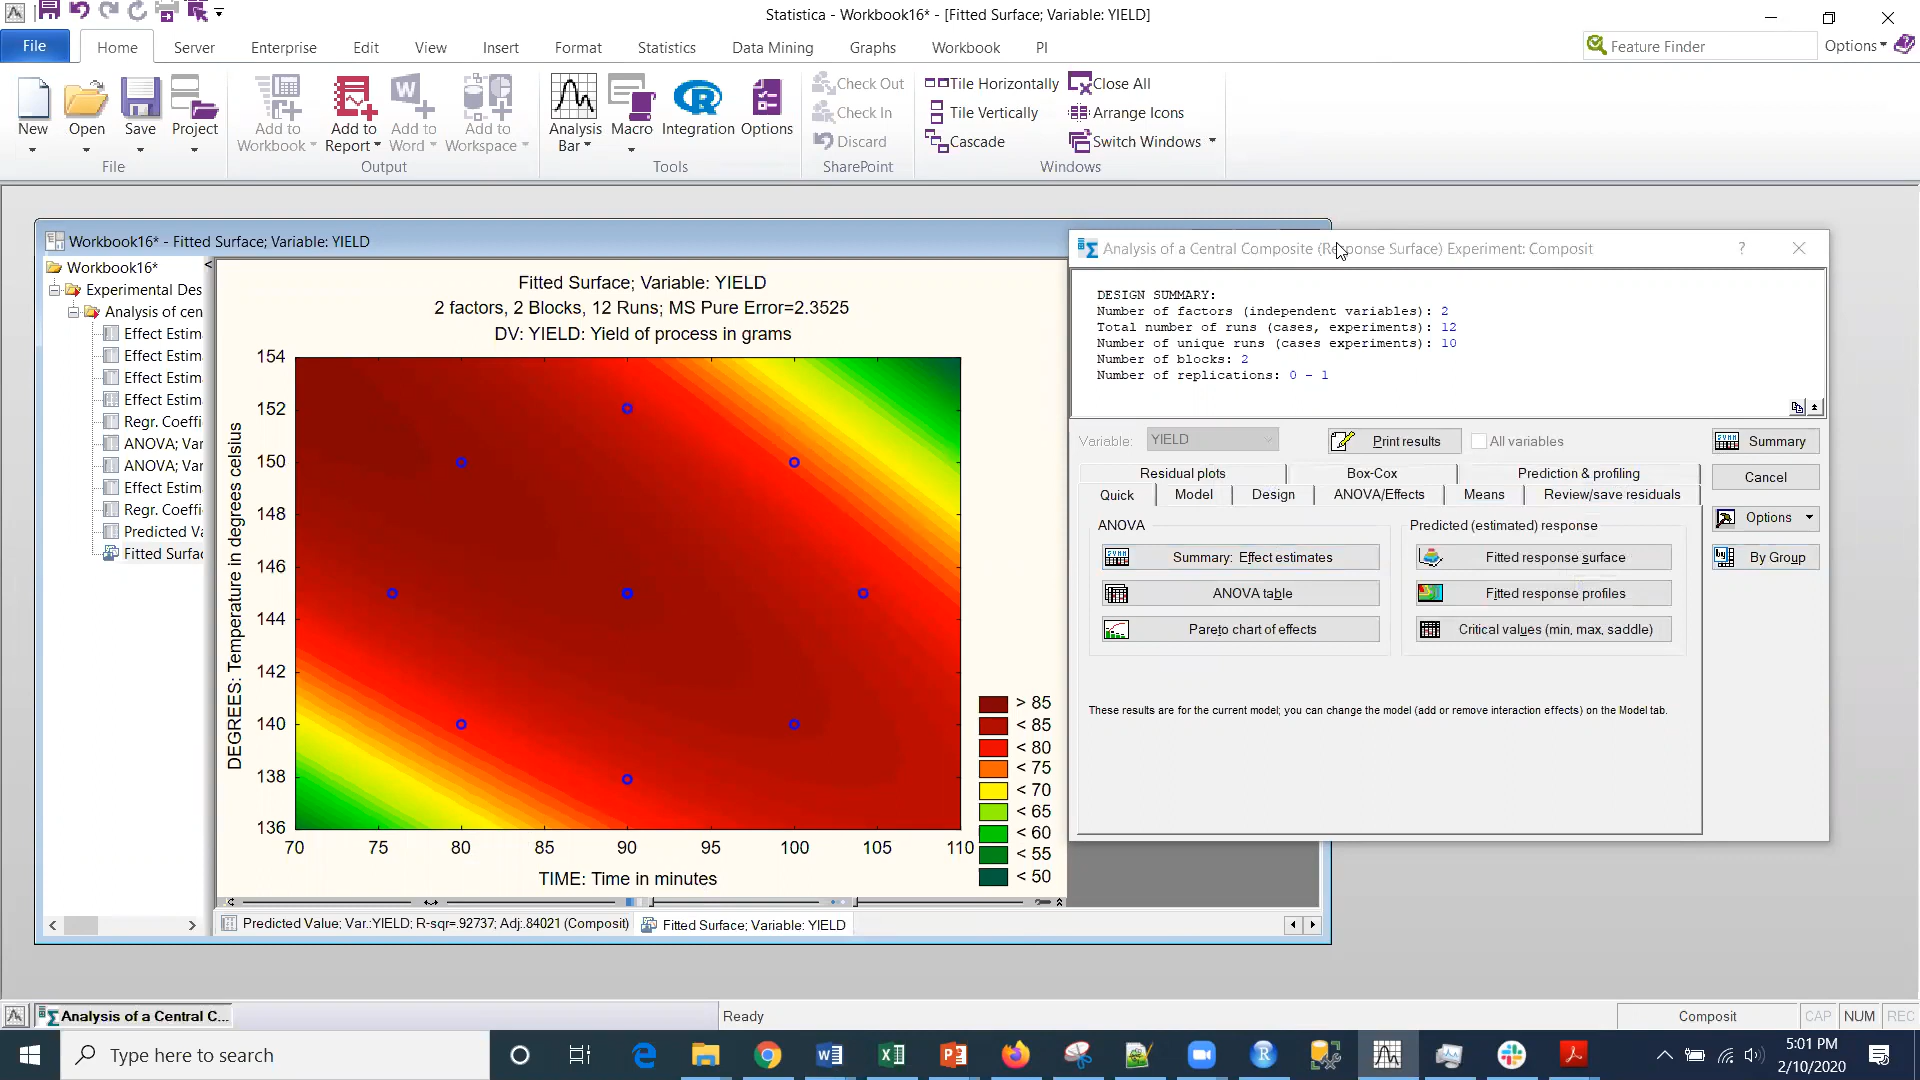 Statistica - Workbook16* - [Fitted Surface; Variable: YIELD]
File
Home
Server
Enterprise
Edit
View
Insert
Format
Statistics
Data Mining
Graphs
Workbook
PI
Feature Finder
Options
New
Open
Save
Project
Add to Workbook
Add to Report
Add to Word
Add to Workspace
Analysis Bar
Macro
Integration
Options
Check Out
Check In
Discard
Tile Horizontally
Tile Vertically
Cascade
Close All
Arrange Icons
Switch Windows
File
Output
Tools
SharePoint
Windows
Workbook16* - Fitted Surface; Variable: YIELD
Workbook16*
Experimental Des
Analysis of cen
Effect Estim
Effect Estim
Effect Estim
Effect Estim
Regr. Coeffi
ANOVA; Var
ANOVA; Var
Effect Estim
Regr. Coeffi
Predicted Va
Fitted Surfac
Fitted Surface; Variable: YIELD
2 factors, 2 Blocks, 12 Runs; MS Pure Error=2.3525
DV: YIELD: Yield of process in grams
DEGREES: Temperature in degrees celsius
154
152
150
148
146
144
142
140
138
136
70 75 80 85 90 95 100 105 110
TIME: Time in minutes
> 85
< 85
< 80
< 75
< 70
< 65
< 60
< 55
< 50
Predicted Value; Var.:YIELD; R-sqr=.92737; Adj:.84021 (Composit)
Fitted Surface; Variable: YIELD
Analysis of a Central Composite (Response Surface) Experiment: Composit
?
DESIGN SUMMARY:
Number of factors (independent variables): 2
Total number of runs (cases, experiments): 12
Number of unique runs (cases experiments): 10
Number of blocks: 2
Number of replications: 0 - 1
Variable:
YIELD
Print results
All variables
Summary
Residual plots
Box-Cox
Prediction & profiling
Cancel
Quick
Model
Design
ANOVA/Effects
Means
Review/save residuals
Options
By Group
ANOVA
Summary: Effect estimates
ANOVA table
Pareto chart of effects
Predicted (estimated) response
Fitted response surface
Fitted response profiles
Critical values (min, max, saddle)
These results are for the current model; you can change the model (add or remove interaction effects) on the Model tab.
Analysis of a Central C...
Ready
Composit
CAP
NUM
REC
Type here to search
5:01 PM
2/10/2020